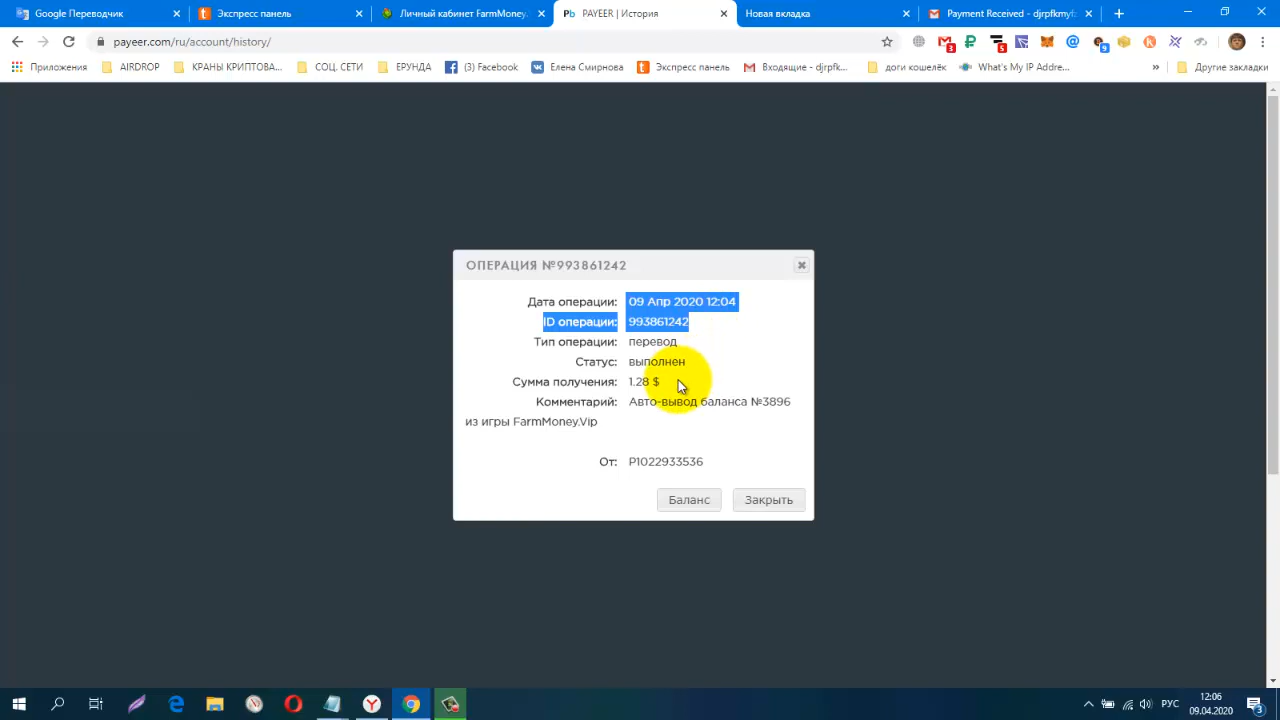 Google Переводчик
Экспресс панель
Личный кабинет FarmMoney.
PAYEER | История
Новая вкладка
Payment Received - djrpfkmyf
payeer.com/ru/account/history/
Приложения
AIRDROP
КРАНЫ КРИПТОВА...
СОЦ. СЕТИ
ЕРУНДА
(3) Facebook
Елена Смирнова
Экспресс панель
Входящие - djrpfk...
доги кошелёк
What's My IP Addre...
»
Другие закладки
ОПЕРАЦИЯ №993861242
Дата операции: 09 Апр 2020 12:04
ID операции: 993861242
Тип операции: перевод
Статус: выполнен
Сумма получения: 1.28 $
Комментарий: Авто-вывод баланса №3896
из игры FarmMoney.Vip
От: P1022933536
Баланс
Закрыть
РУС
12:06
09.04.2020